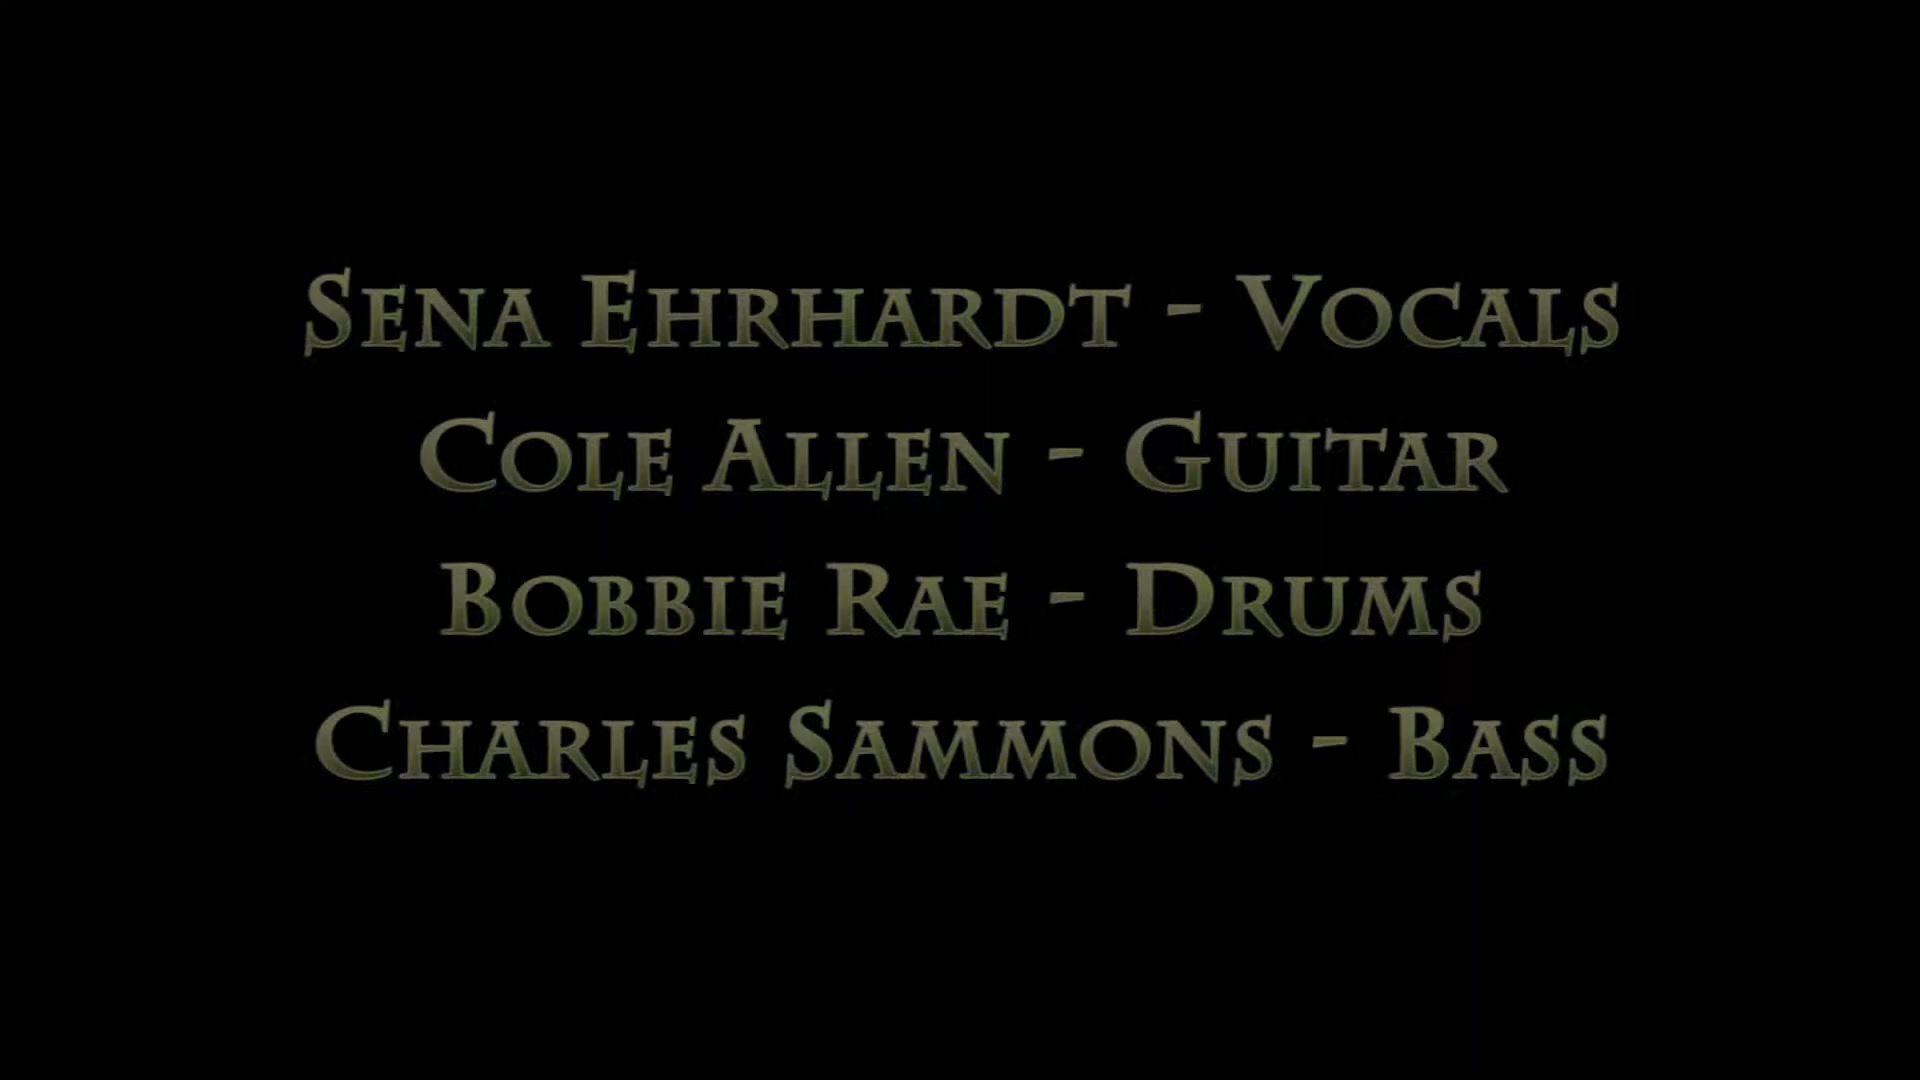 Sena Ehrhardt - Vocals
Cole Allen - Guitar
Bobbie Rae - Drums
Charles Sammons - Bass